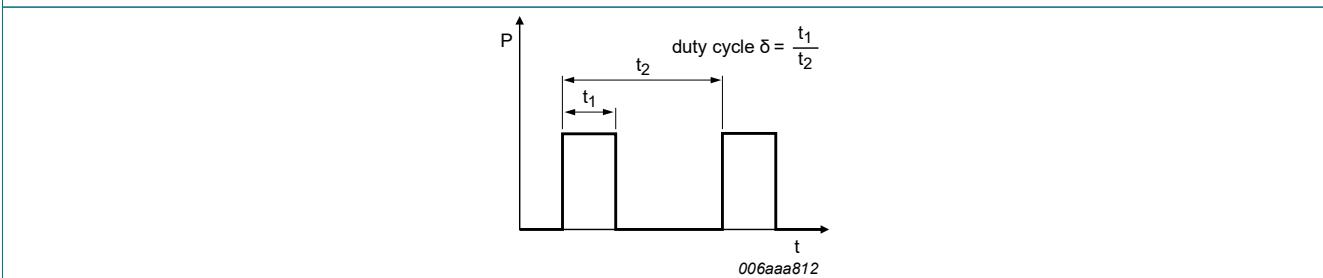 P
duty cycle δ = t₁
t₂
t₂
t₁
t
006aaa812